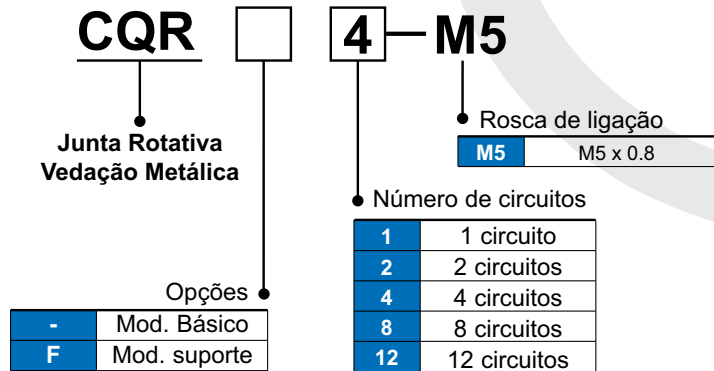 CQR 4 — M5
Junta Rotativa
Vedação Metálica
Rosca de ligação
M5 M5 x 0.8
Número de circuitos
1 1 circuito
2 2 circuitos
4 4 circuitos
8 8 circuitos
12 12 circuitos
Opções
- Mod. Básico
F Mod. suporte